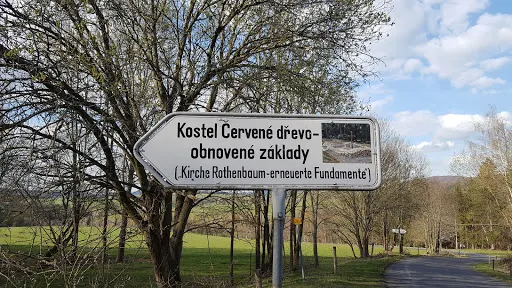 Kostel Červené dřevo-
obnovené základy
(„Kirche Rothenbaum-erneuerte Fundamente“)